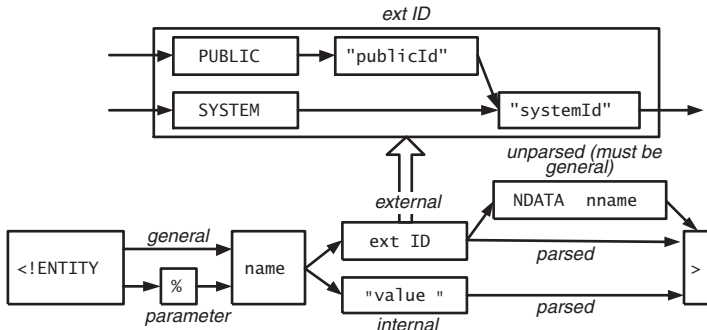 ext ID
PUBLIC
"publicId"
SYSTEM
"systemId"
unparsed (must be
general)
external
NDATA nname
general
ext ID
<!ENTITY
name
parsed
>
%
"value "
parameter
parsed
internal